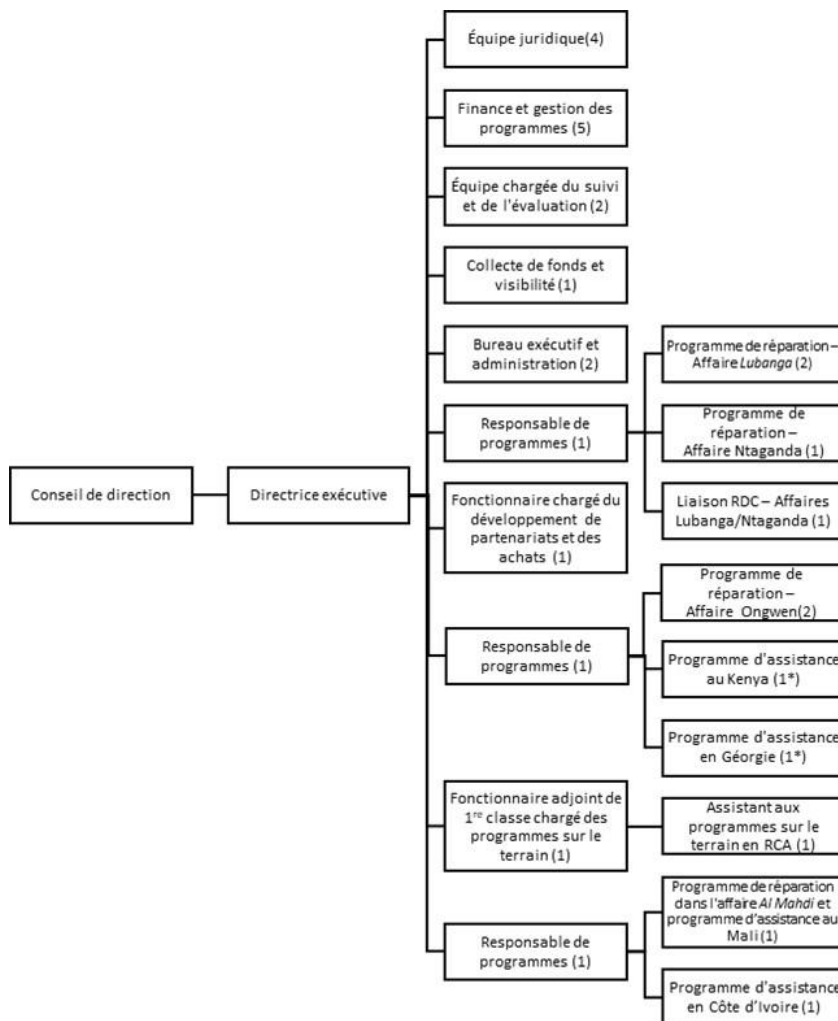 Équipe juridique(4)
Finance et gestion des
programmes (5)
Équipe chargée du suivi
et de l'évaluation (2)
Collecte de fonds et
visibilité (1)
Bureau exécutif et
administration (2)
Responsable de
programmes (1)
Programme de réparation –
Affaire Lubanga (2)
Programme de
réparation –
Affaire Ntaganda (1)
Liaison RDC – Affaires
Lubanga/Ntaganda (1)
Conseil de direction
Directrice exécutive
Fonctionnaire chargé du
développement de
partenariats et des
achats (1)
Responsable de
programmes (1)
Programme de
réparation –
Affaire Ongwen(2)
Programme d'assistance
au Kenya (1*)
Programme d'assistance
en Géorgie (1*)
Fonctionnaire adjoint de
1re classe chargé des
programmes sur le
terrain (1)
Assistant aux
programmes sur le
terrain en RCA (1)
Responsable de
programmes (1)
Programme de réparation
dans l'affaire Al Mahdi et
programme d'assistance au
Mali (1)
Programme d'assistance
en Côte d'Ivoire (1)